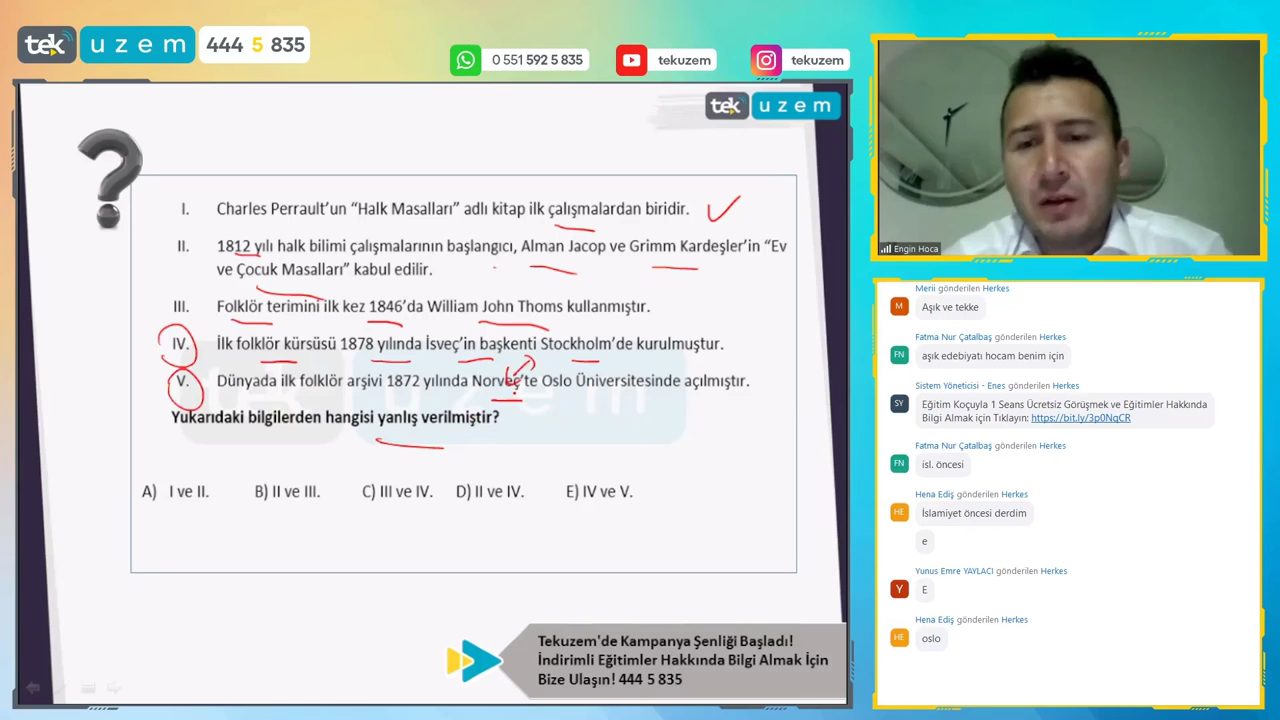 tek uzem 444 5 835
0 551 592 5 835
tekuzem
tekuzem
tek uzem
I. Charles Perrault'un "Halk Masalları" adlı kitap ilk çalışmalardan biridir.
II. 1812 yılı halk bilimi çalışmalarının başlangıcı, Alman Jacop ve Grimm Kardeşler'in "Ev
ve Çocuk Masalları" kabul edilir.
III. Folklör terimini ilk kez 1846'da William John Thoms kullanmıştır.
IV. İlk folklör kürsüsü 1878 yılında İsveç'in başkenti Stockholm'de kurulmuştur.
V. Dünyada ilk folklör arşivi 1872 yılında Norveç'te Oslo Üniversitesinde açılmıştır.
Yukarıdaki bilgilerden hangisi yanlış verilmiştir?
A) I ve II. B) II ve III. C) III ve IV. D) II ve IV. E) IV ve V.
uzem
Tekuzem'de Kampanya Şenliği Başladı!
İndirimli Eğitimler Hakkında Bilgi Almak İçin
Bize Ulaşın! 444 5 835
Engin Hoca
Merii gönderilen Herkes
M
Aşık ve tekke
Fatma Nur Çatalbaş gönderilen Herkes
FN
aşık edebiyatı hocam benim için
Sistem Yöneticisi - Enes gönderilen Herkes
SY
Eğitim Koçuyla 1 Seans Ücretsiz Görüşmek ve Eğitimler Hakkında
Bilgi Almak için Tıklayın: https://bit.ly/3p0NqCR
Fatma Nur Çatalbaş gönderilen Herkes
FN
isl. öncesi
Hena Ediş gönderilen Herkes
HE
İslamiyet öncesi derdim
e
Yunus Emre YAYLACI gönderilen Herkes
Y
E
Hena Ediş gönderilen Herkes
HE
oslo